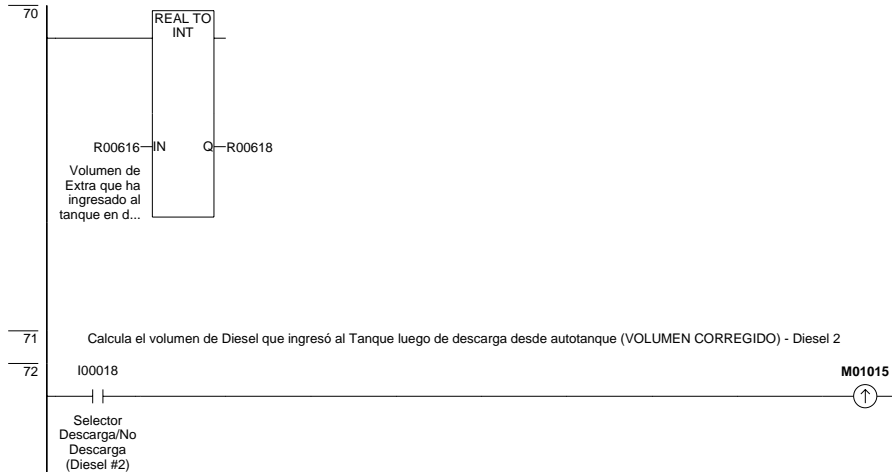 70
REAL TO
INT
R00616 IN Q R00618
Volumen de
Extra que ha
ingresado al
tanque en d...
71 Calcula el volumen de Diesel que ingresó al Tanque luego de descarga desde autotanque (VOLUMEN CORREGIDO) - Diesel 2
72 I00018 M01015
Selector
Descarga/No
Descarga
(Diesel #2)